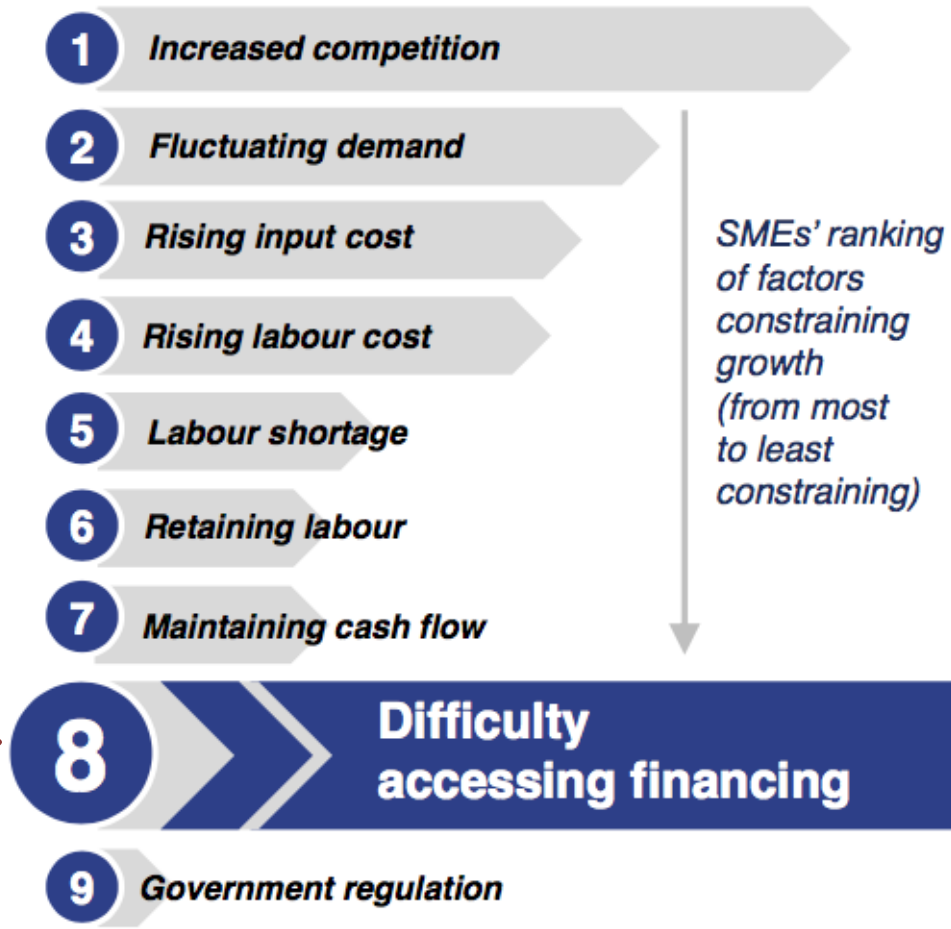 1 Increased competition
2 Fluctuating demand
3 Rising input cost
4 Rising labour cost
5 Labour shortage
6 Retaining labour
7 Maintaining cash flow
8 Difficulty
accessing financing
9 Government regulation
SMEs’ ranking
of factors
constraining
growth
(from most
to least
constraining)